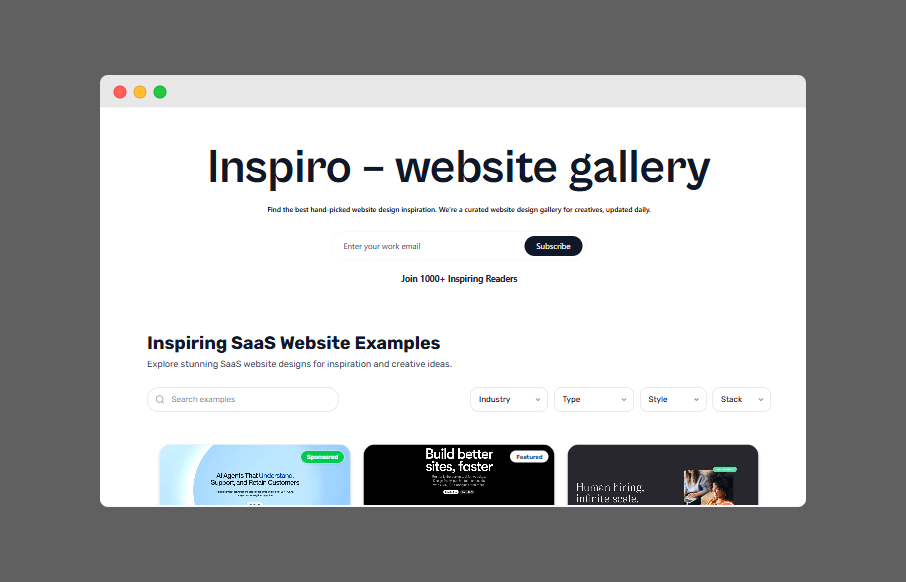 Inspiro – website gallery
Find the best hand-picked website design inspiration. We're a curated website design gallery for creatives, updated daily.
Enter your work email
Subscribe
Join 1000+ Inspiring Readers
Inspiring SaaS Website Examples
Explore stunning SaaS website designs for inspiration and creative ideas.
Search examples
Industry
Type
Style
Stack
Sponsored
AI Agents That Understand,
Support, and Retain Customers
Build better
sites, faster
Featured
Human hiring,
infinite scale.